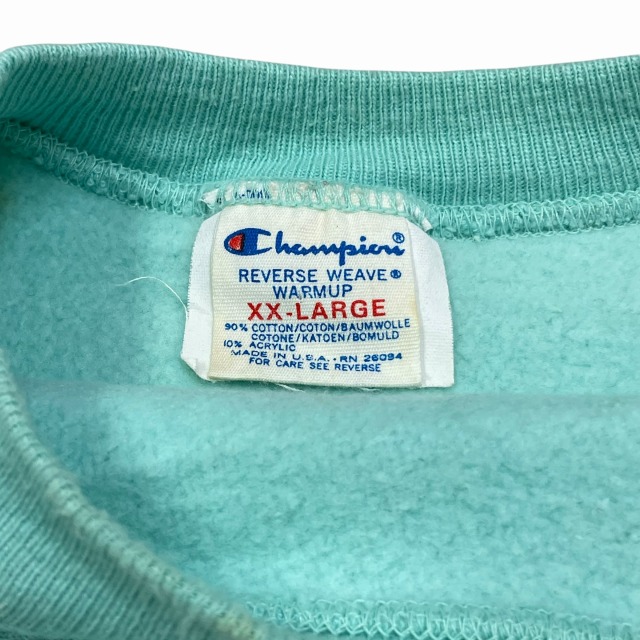 Champion®
REVERSE WEAVE®
WARMUP
XX-LARGE
90% COTTON/COTON/BAUMWOLLE
COTONE/KATOEN/BOMULD
10% ACRYLIC
MADE IN U.S.A. - RN 26094
FOR CARE SEE REVERSE